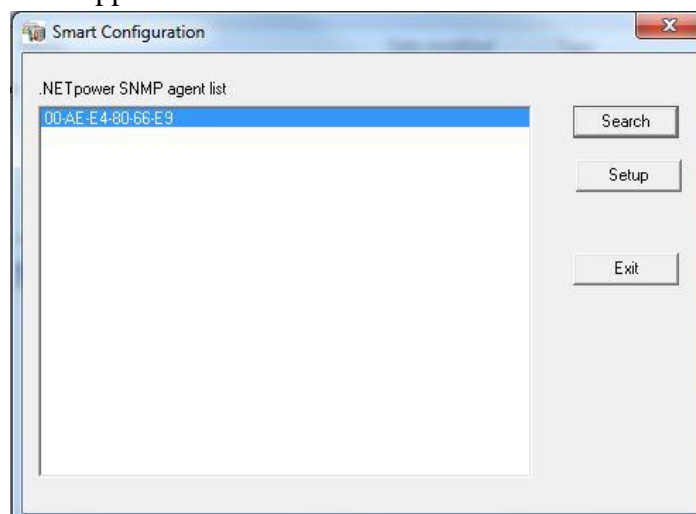 Smart Configuration
.NETpower SNMP agent list
00-AE-E4-80-66-E9
Search
Setup
Exit